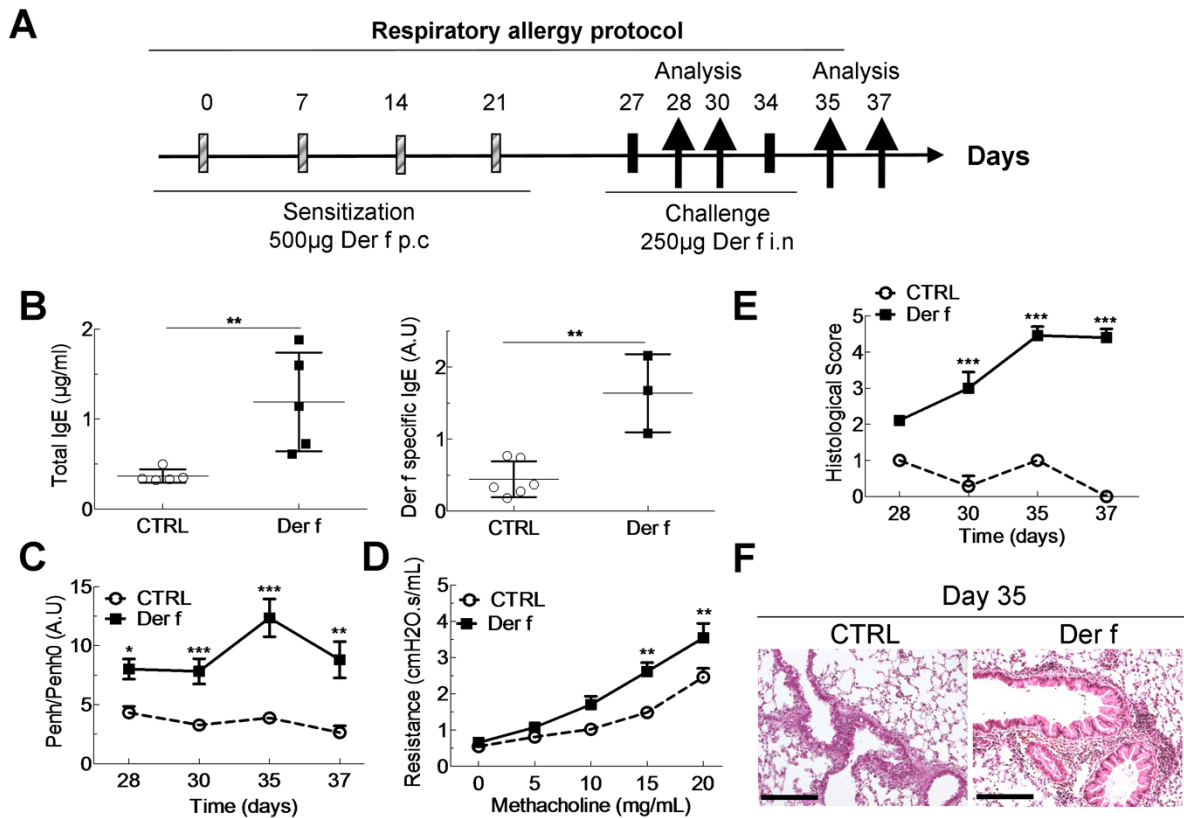 A
Respiratory allergy protocol
Analysis Analysis
0 7 14 21 27 28 30 34 35 37
Days
Sensitization
500µg Der f p.c
Challenge
250µg Der f i.n
B
Total IgE (µg/ml)
2
1
0
**
CTRL Der f
Der f specific IgE (A.U)
2
1
0
**
CTRL Der f
E
CTRL
Der f
Histological Score
6
5
4
3
2
1
0
*** *** ***
28 30 35 37
Time (days)
C
Penh/Penh0 (A.U)
15
10
5
0
CTRL
Der f
* *** *** **
28 30 35 37
Time (days)
D
Resistance (cmH2O.s/mL)
5
4
3
2
1
0
CTRL
Der f
** **
0 5 10 15 20
Methacholine (mg/mL)
F
Day 35
CTRL Der f